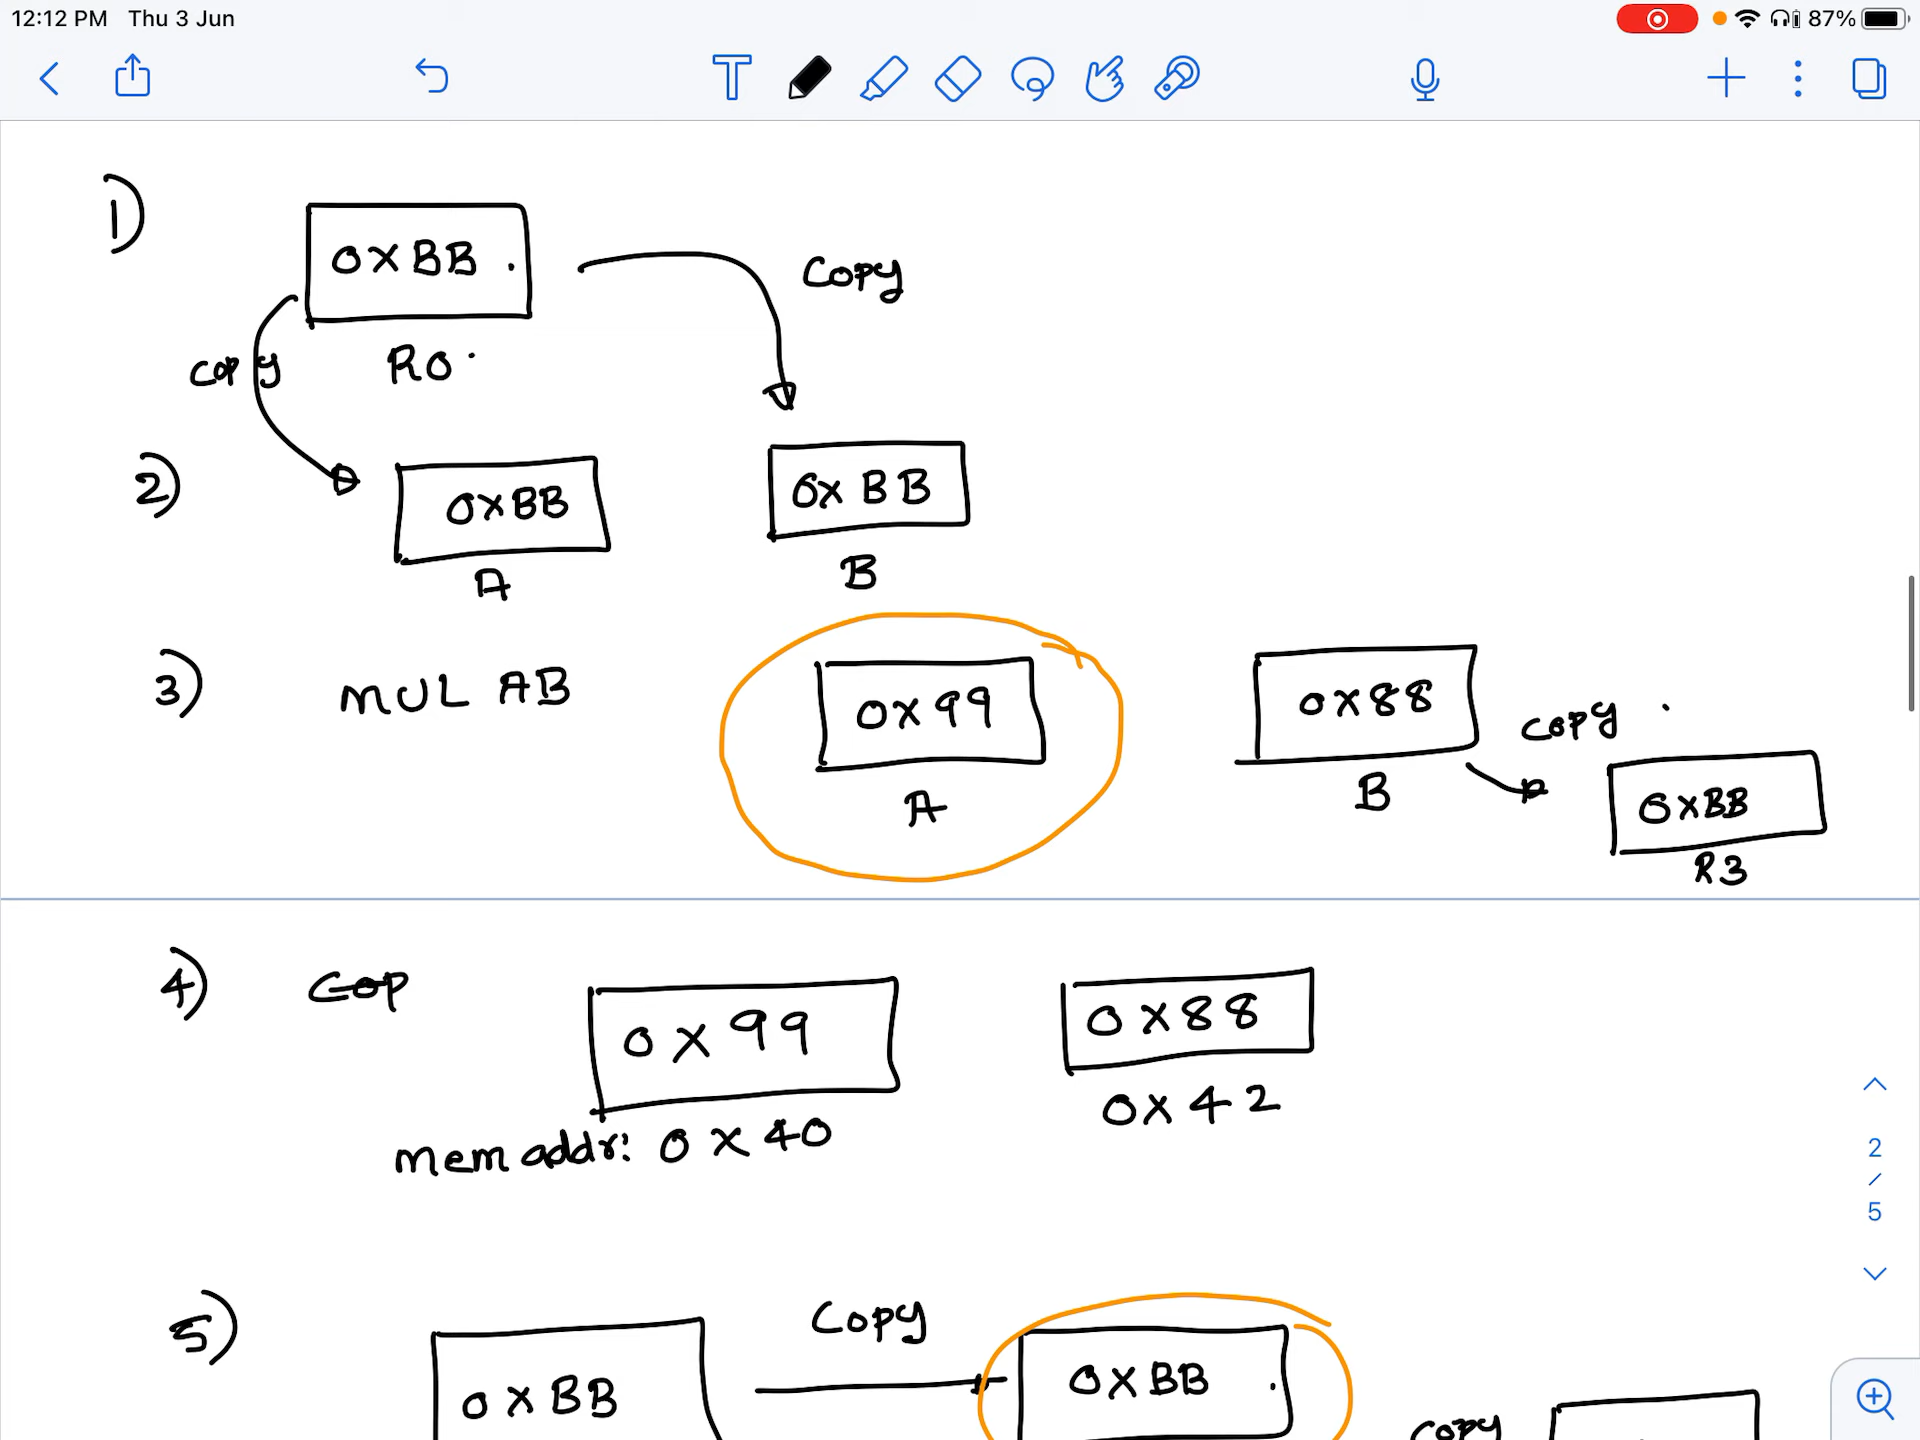 12:12 PM Thu 3 Jun
87%
T
1)
0xBB
Copy
copy
R0
2)
0xBB
0xBB
A
B
3) MUL AB
0x99
0x88
copy
A
B
0xBB
R3
4) Cop
0x99
0x88
mem addr: 0x40
0x42
2
/
5
5)
Copy
0xBB
0xBB
copy